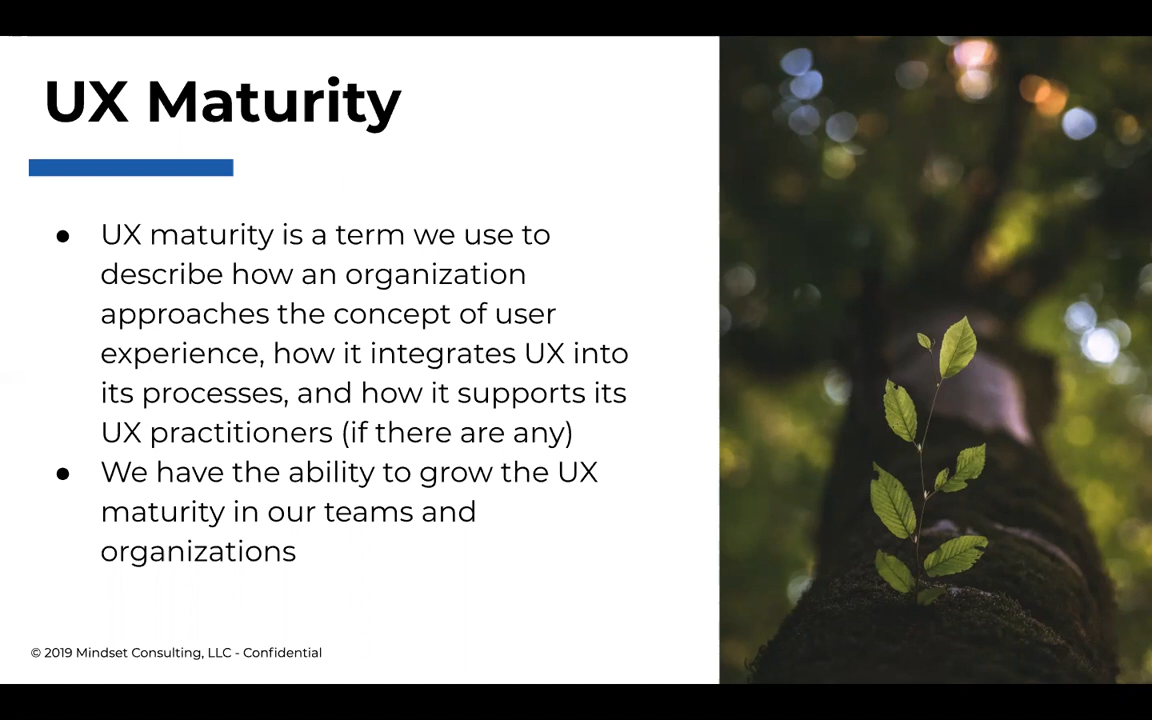 UX Maturity
● UX maturity is a term we use to
describe how an organization
approaches the concept of user
experience, how it integrates UX into
its processes, and how it supports its
UX practitioners (if there are any)
● We have the ability to grow the UX
maturity in our teams and
organizations
© 2019 Mindset Consulting, LLC - Confidential